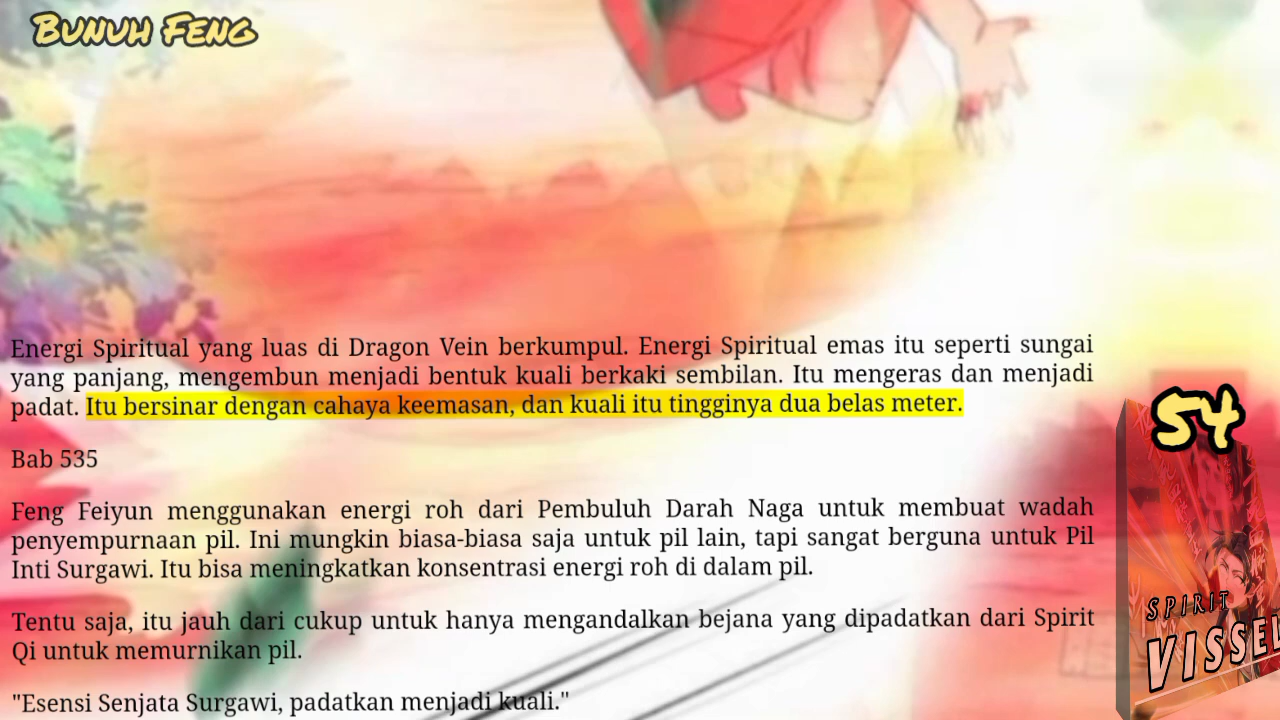 Bunuh Feng
Energi Spiritual yang luas di Dragon Vein berkumpul. Energi Spiritual emas itu seperti sungai
yang panjang, mengembun menjadi bentuk kuali berkaki sembilan. Itu mengeras dan menjadi
padat. Itu bersinar dengan cahaya keemasan, dan kuali itu tingginya dua belas meter.
54
Bab 535
Feng Feiyun menggunakan energi roh dari Pembuluh Darah Naga untuk membuat wadah
penyempurnaan pil. Ini mungkin biasa-biasa saja untuk pil lain, tapi sangat berguna untuk Pil
Inti Surgawi. Itu bisa meningkatkan konsentrasi energi roh di dalam pil.
SPIRIT
VISSEL
Tentu saja, itu jauh dari cukup untuk hanya mengandalkan bejana yang dipadatkan dari Spirit
Qi untuk memurnikan pil.
"Esensi Senjata Surgawi, padatkan menjadi kuali."